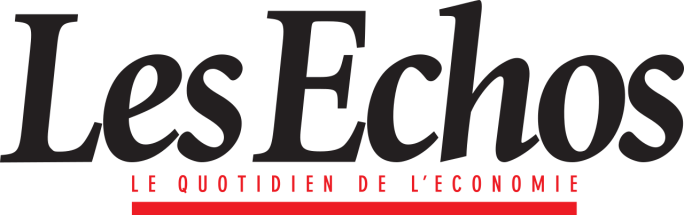 Les Echos
LE QUOTIDIEN DE L'ECONOMIE